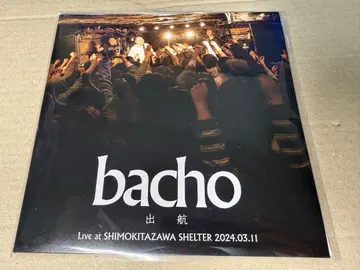 bacho
出航
Live at SHIMOKITAZAWA SHELTER 2024.03.11